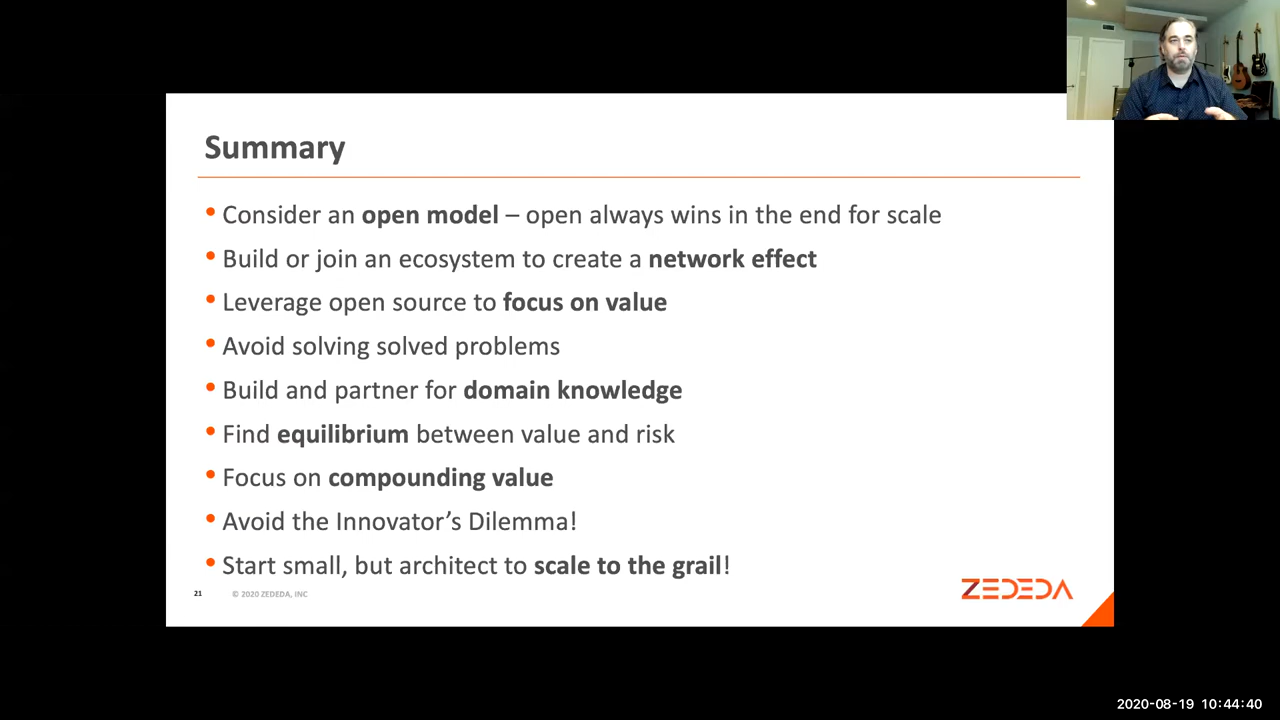 Summary
• Consider an open model – open always wins in the end for scale
• Build or join an ecosystem to create a network effect
• Leverage open source to focus on value
• Avoid solving solved problems
• Build and partner for domain knowledge
• Find equilibrium between value and risk
• Focus on compounding value
• Avoid the Innovator’s Dilemma!
• Start small, but architect to scale to the grail!
21 © 2020 ZEDEDA, INC
ZEDEDA
2020-08-19 10:44:40